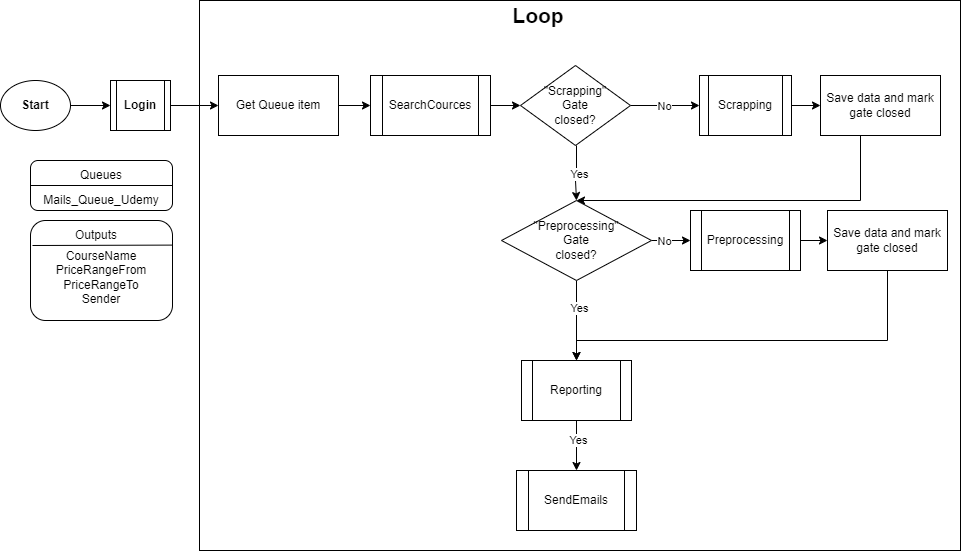 Loop
Start
Login
Get Queue item
SearchCources
"Scrapping"
Gate
closed?
No
Scrapping
Save data and mark
gate closed
Yes
Queues
Mails_Queue_Udemy
Outputs
CourseName
PriceRangeFrom
PriceRangeTo
Sender
"Preprocessing"
Gate
closed?
No
Preprocessing
Save data and mark
gate closed
Yes
Reporting
Yes
SendEmails